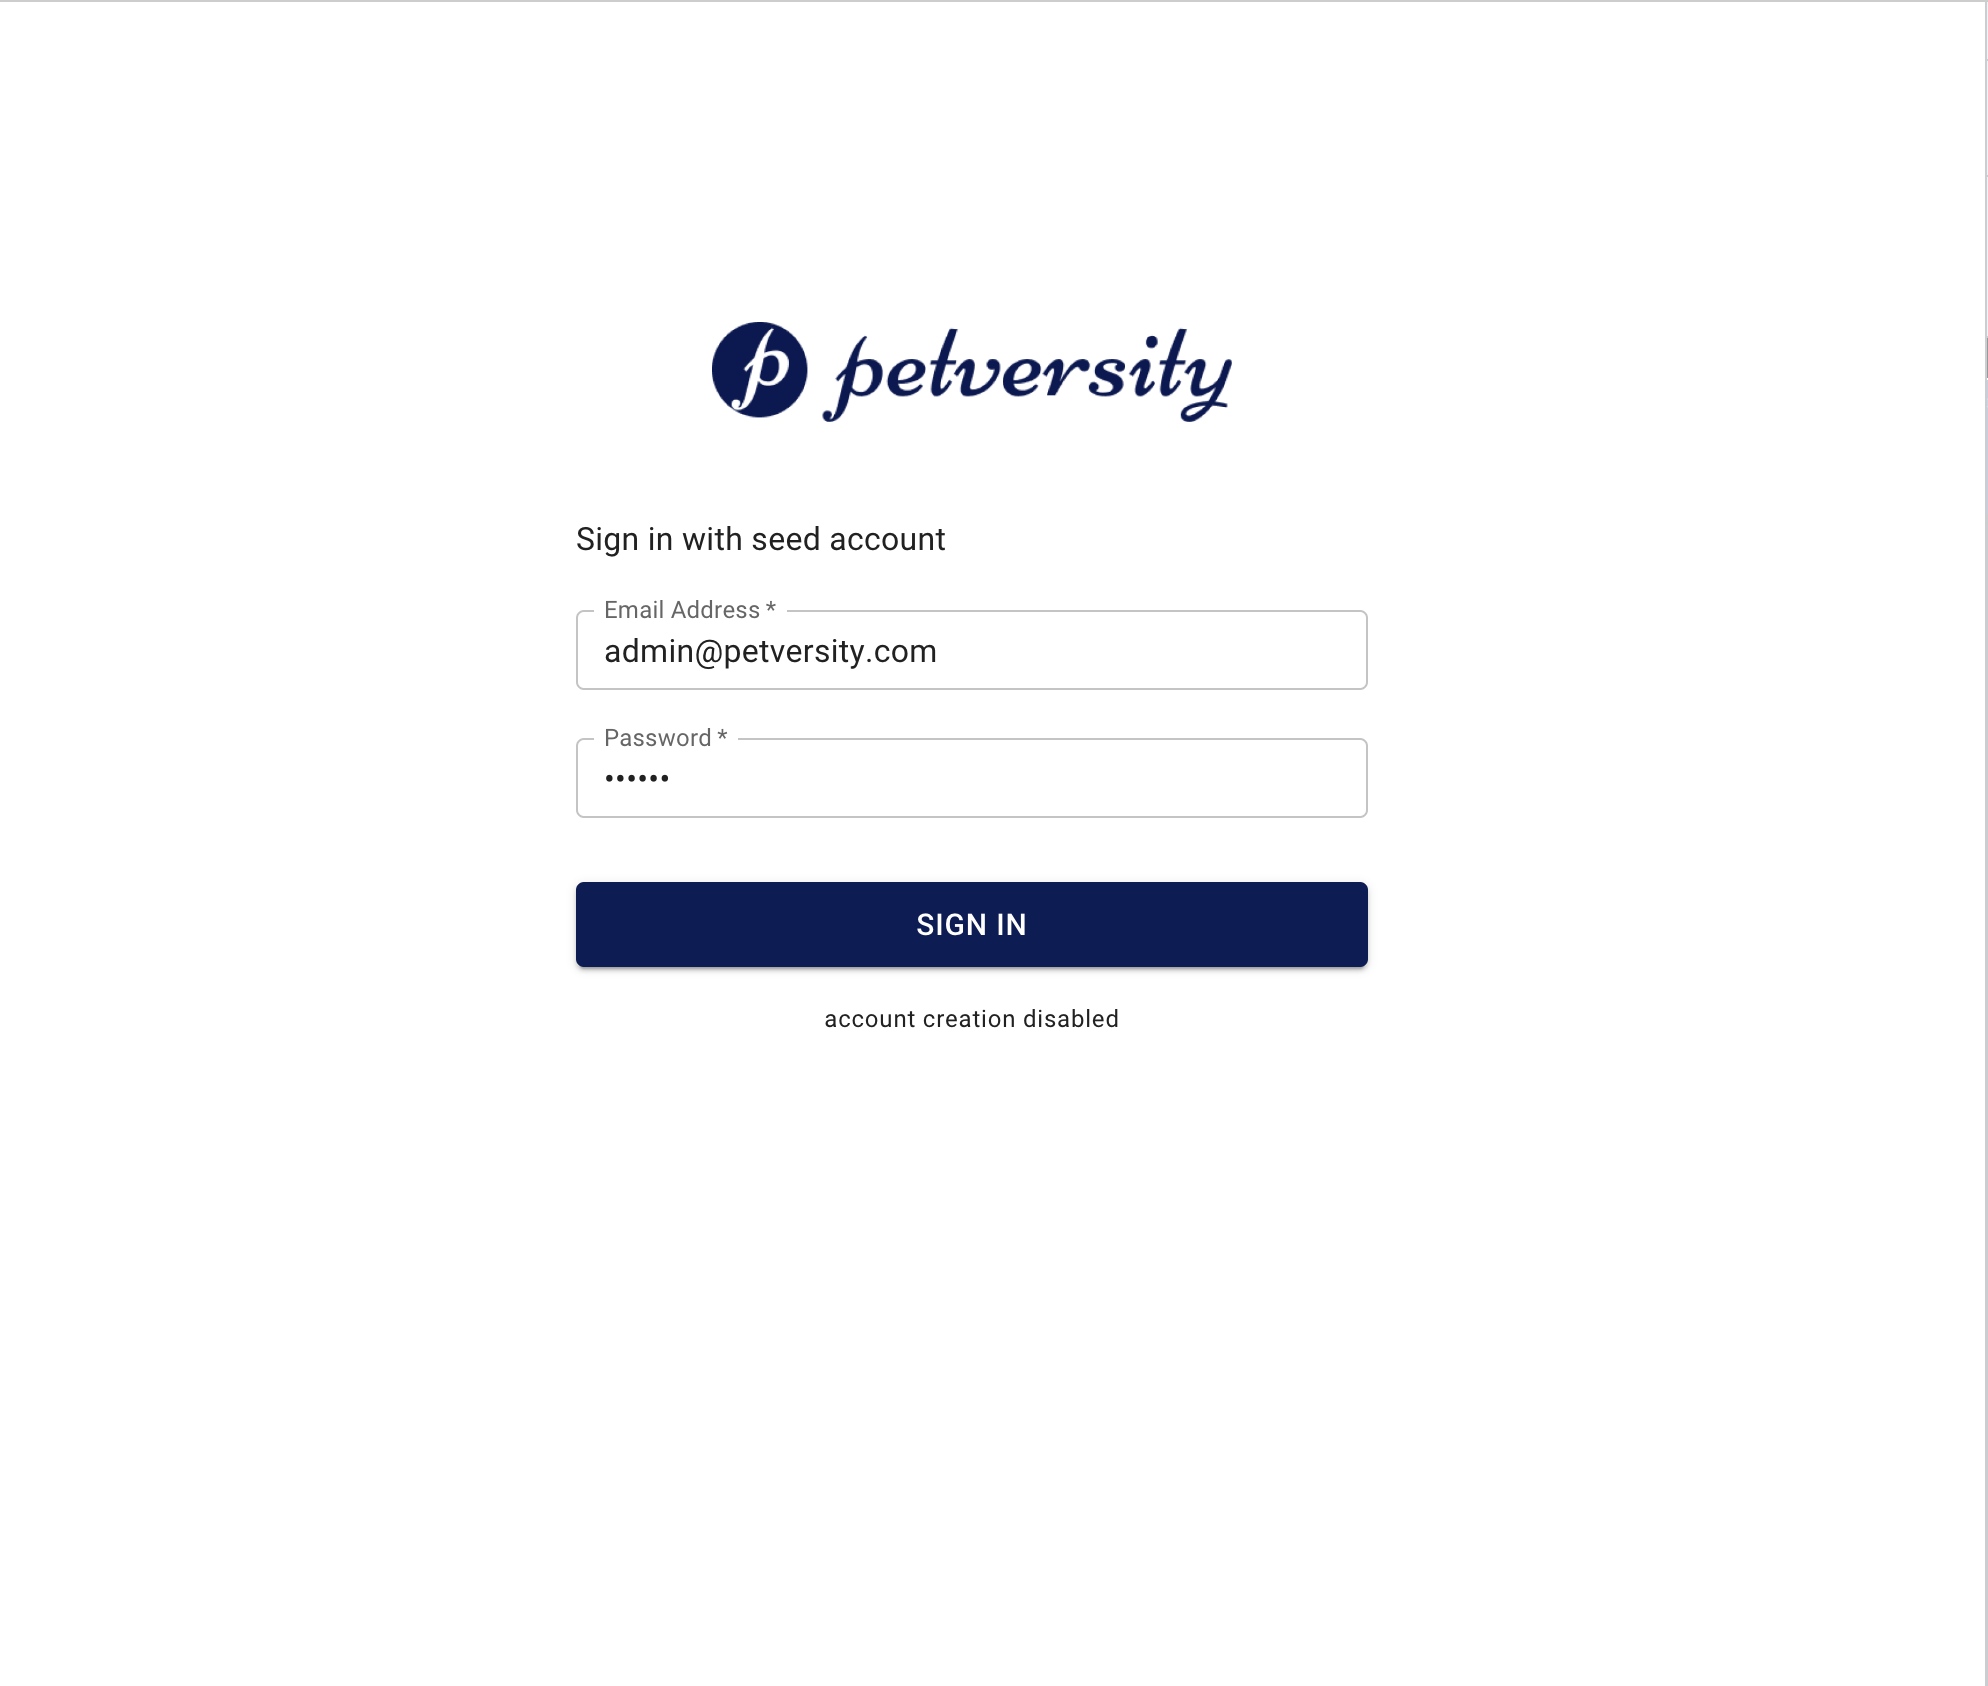 p petversity
Sign in with seed account
Email Address *
admin@petversity.com
Password *
••••••
SIGN IN
account creation disabled